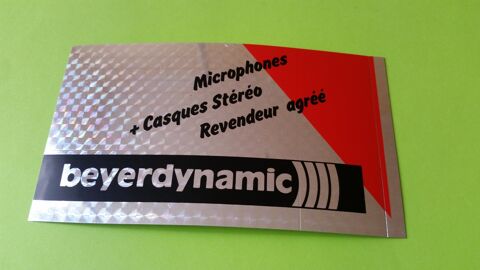 Microphones
+ Casques Stéréo
Revendeur agréé
beyerdynamic